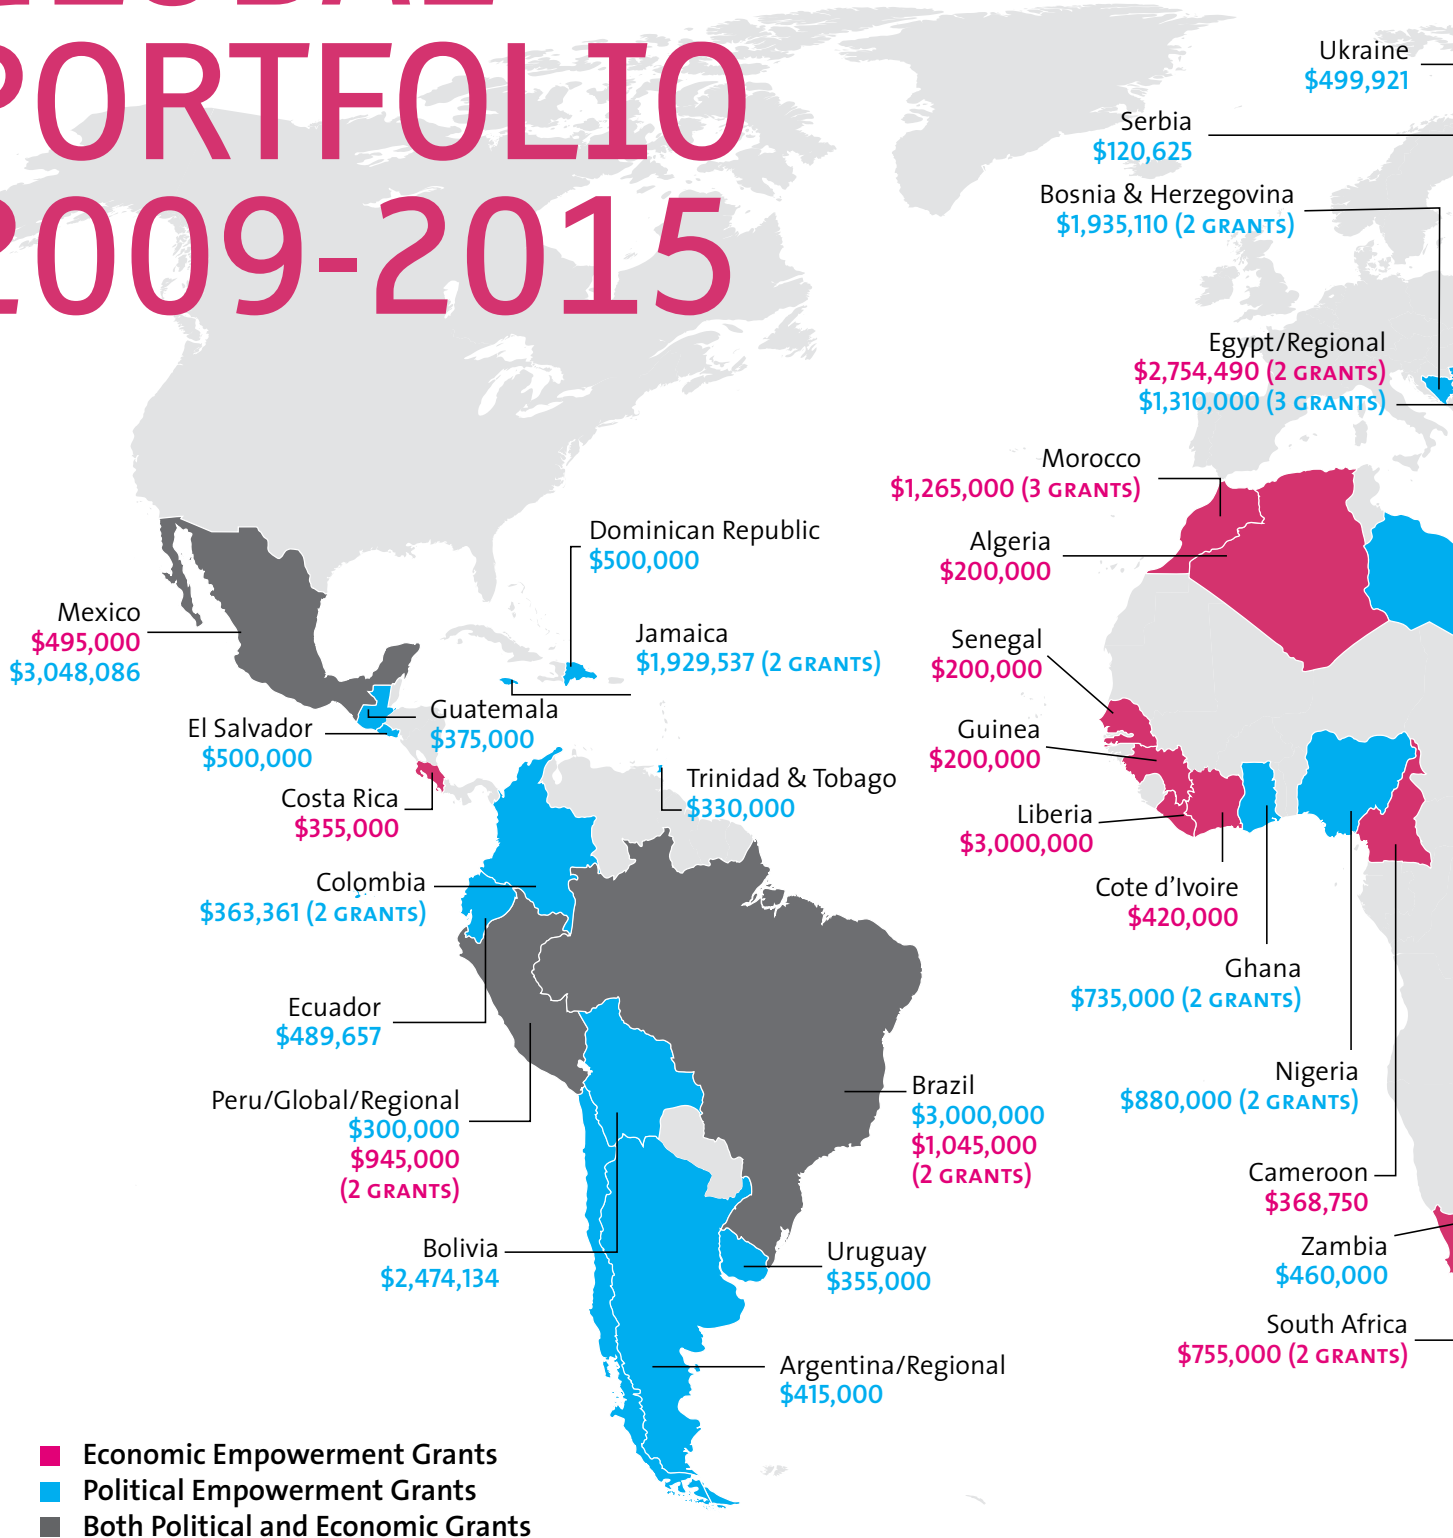 PORTFOLIO
2009-2015
Ukraine
$499,921
Serbia
$120,625
Bosnia & Herzegovina
$1,935,110 (2 GRANTS)
Egypt/Regional
$2,754,490 (2 GRANTS)
$1,310,000 (3 GRANTS)
Morocco
$1,265,000 (3 GRANTS)
Algeria
$200,000
Senegal
$200,000
Guinea
$200,000
Liberia
$3,000,000
Cote d’Ivoire
$420,000
Ghana
$735,000 (2 GRANTS)
Nigeria
$880,000 (2 GRANTS)
Cameroon
$368,750
Zambia
$460,000
South Africa
$755,000 (2 GRANTS)
Dominican Republic
$500,000
Jamaica
$1,929,537 (2 GRANTS)
Mexico
$495,000
$3,048,086
Guatemala
$375,000
El Salvador
$500,000
Costa Rica
$355,000
Trinidad & Tobago
$330,000
Colombia
$363,361 (2 GRANTS)
Ecuador
$489,657
Peru/Global/Regional
$300,000
$945,000
(2 GRANTS)
Brazil
$3,000,000
$1,045,000
(2 GRANTS)
Bolivia
$2,474,134
Uruguay
$355,000
Argentina/Regional
$415,000
Economic Empowerment Grants
Political Empowerment Grants
Both Political and Economic Grants